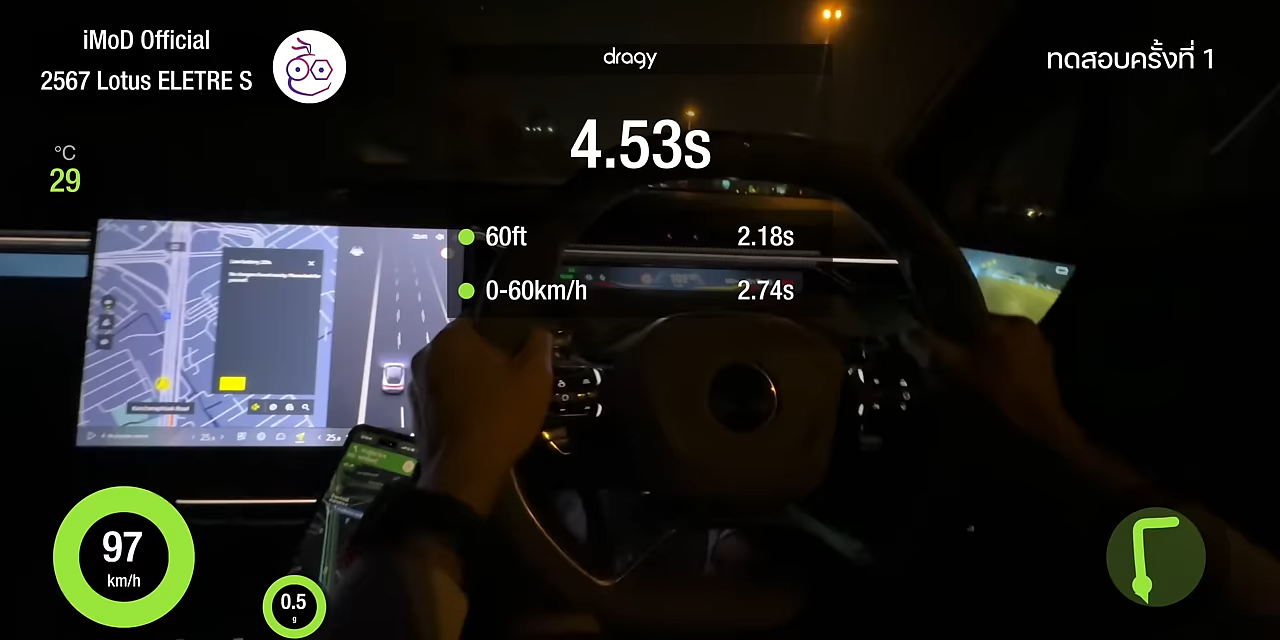 iMoD Official
2567 Lotus ELETRE S
dragy
ทดสอบครั้งที่ 1
4.53s
°C
29
60ft 2.18s
0-60km/h 2.74s
97
km/h
0.5
g